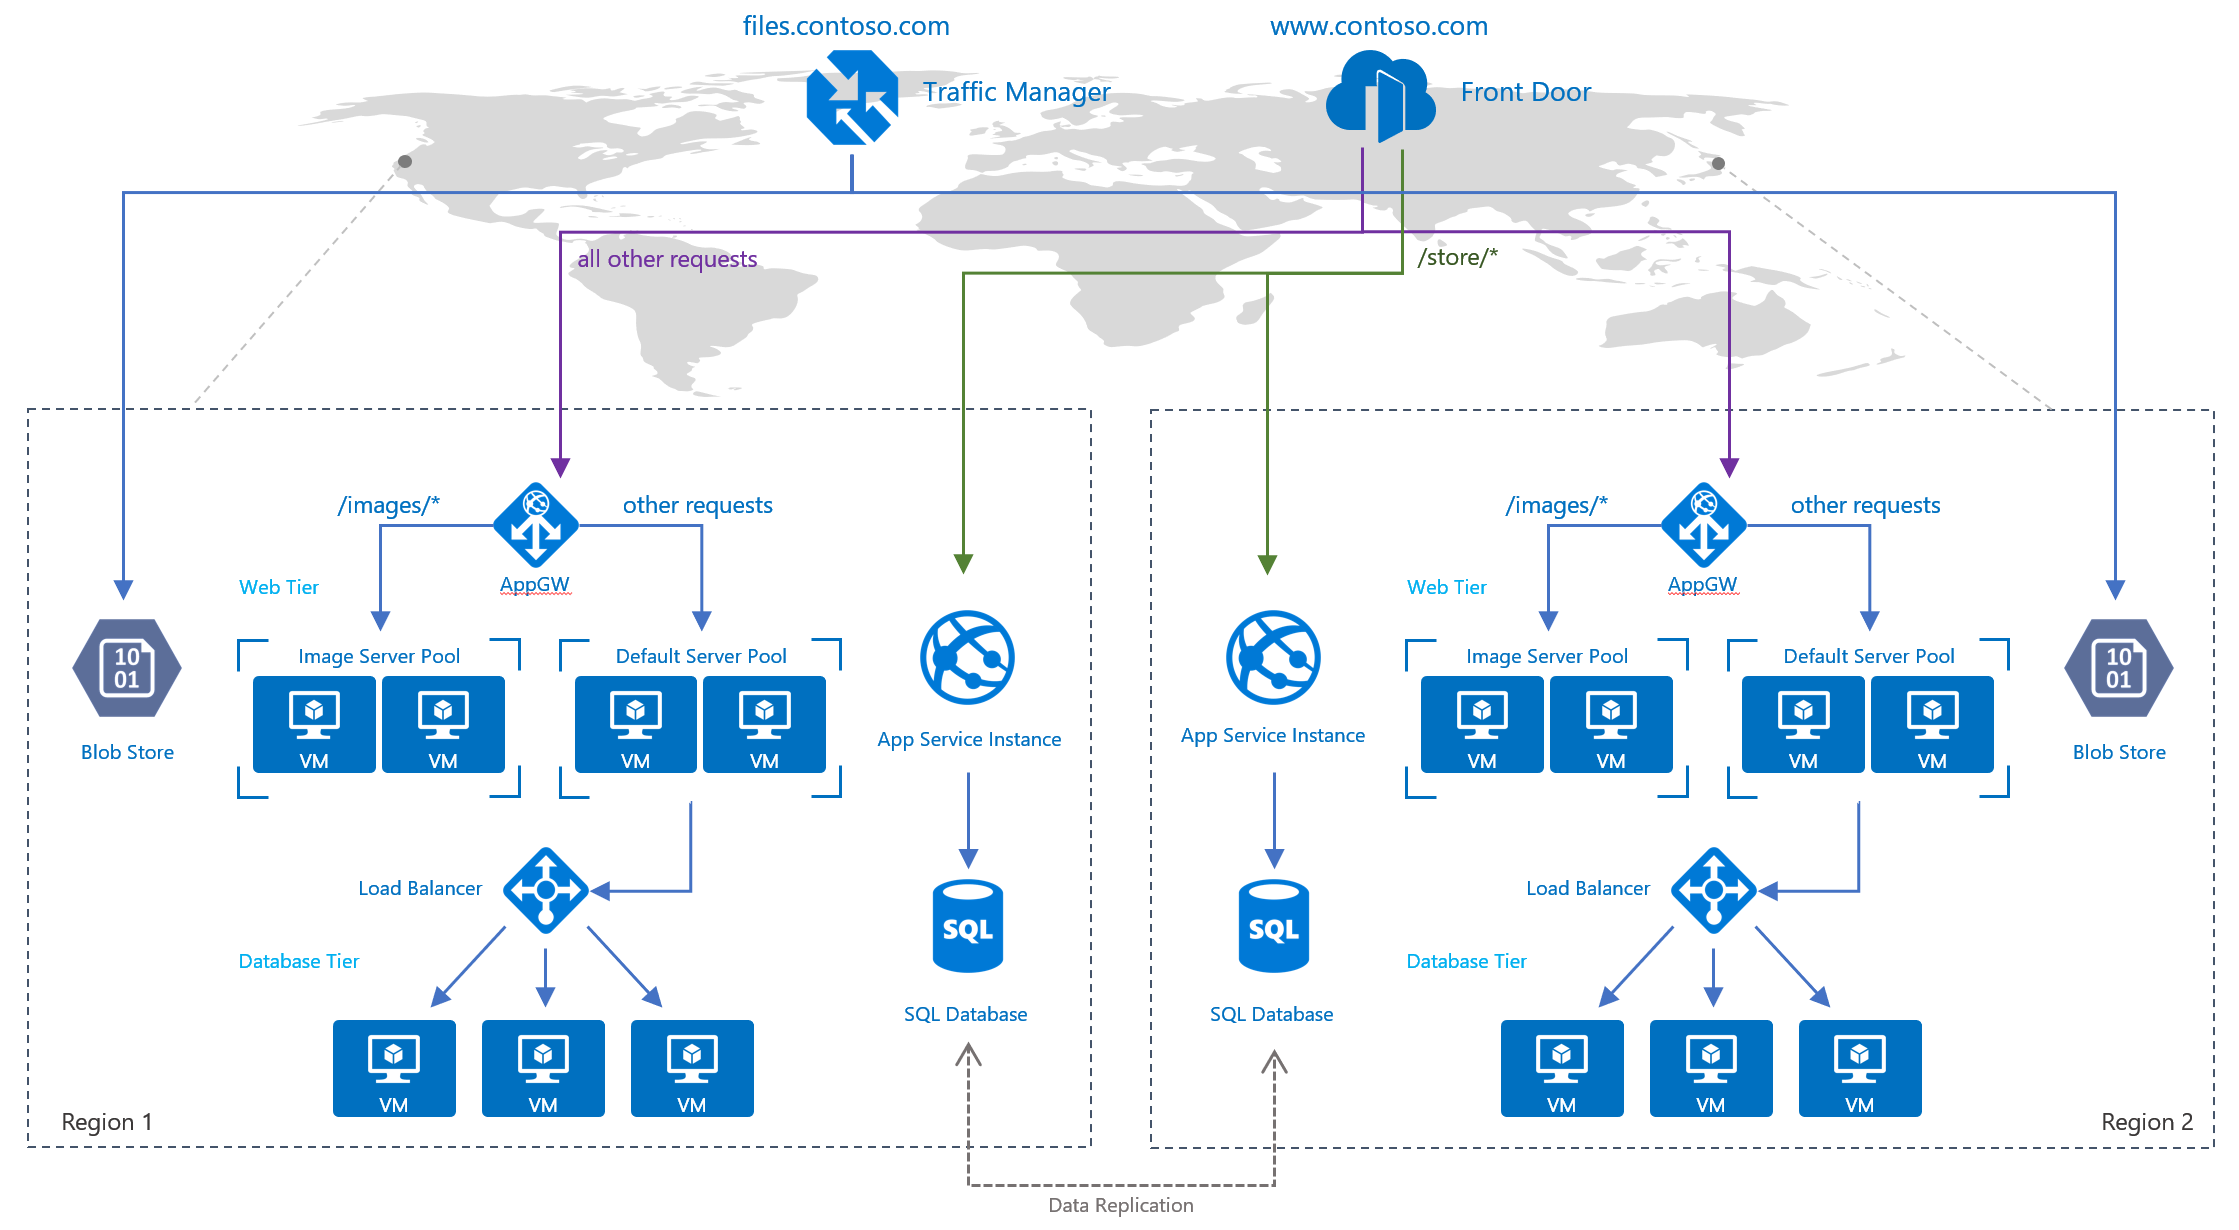 files.contoso.com
www.contoso.com
Traffic Manager
Front Door
all other requests
/store/*
/images/*
other requests
AppGW
Web Tier
Image Server Pool
Default Server Pool
VM
VM
VM
VM
10
01
Blob Store
App Service Instance
Load Balancer
SQL
SQL Database
Database Tier
VM
VM
VM
Region 1
/images/*
other requests
AppGW
Web Tier
App Service Instance
Image Server Pool
Default Server Pool
VM
VM
VM
VM
10
01
Blob Store
Load Balancer
SQL
SQL Database
Database Tier
VM
VM
VM
Region 2
Data Replication